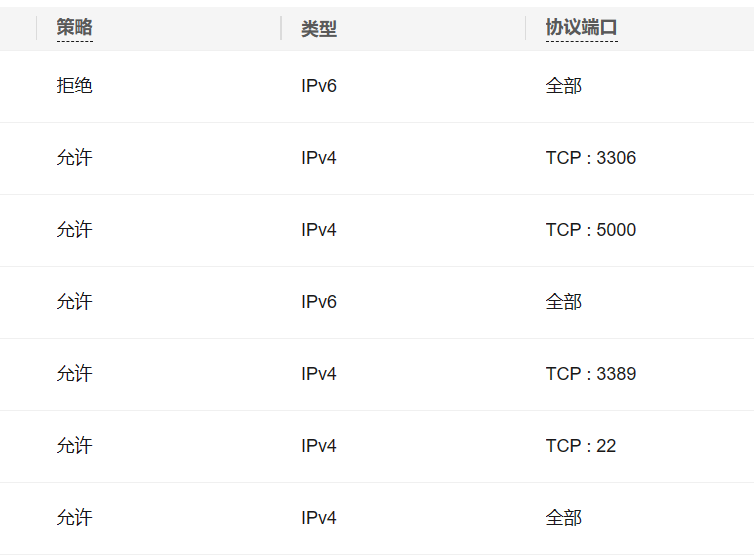 策略 类型 协议端口
拒绝 IPv6 全部
允许 IPv4 TCP : 3306
允许 IPv4 TCP : 5000
允许 IPv6 全部
允许 IPv4 TCP : 3389
允许 IPv4 TCP : 22
允许 IPv4 全部